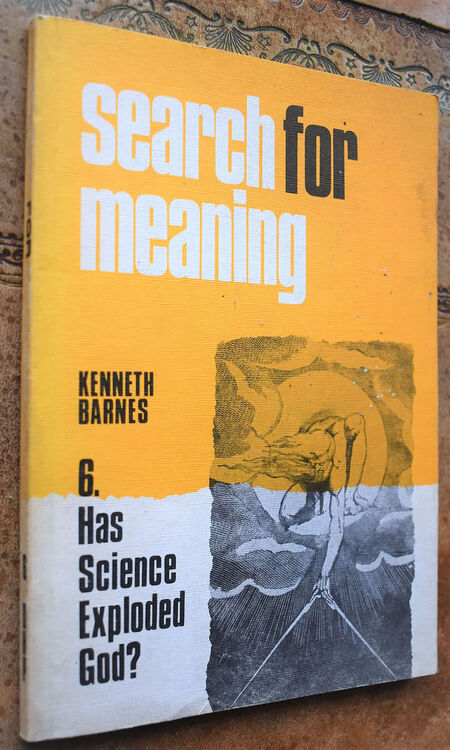 search for
meaning
KENNETH
BARNES
6.
Has
Science
Exploded
God?